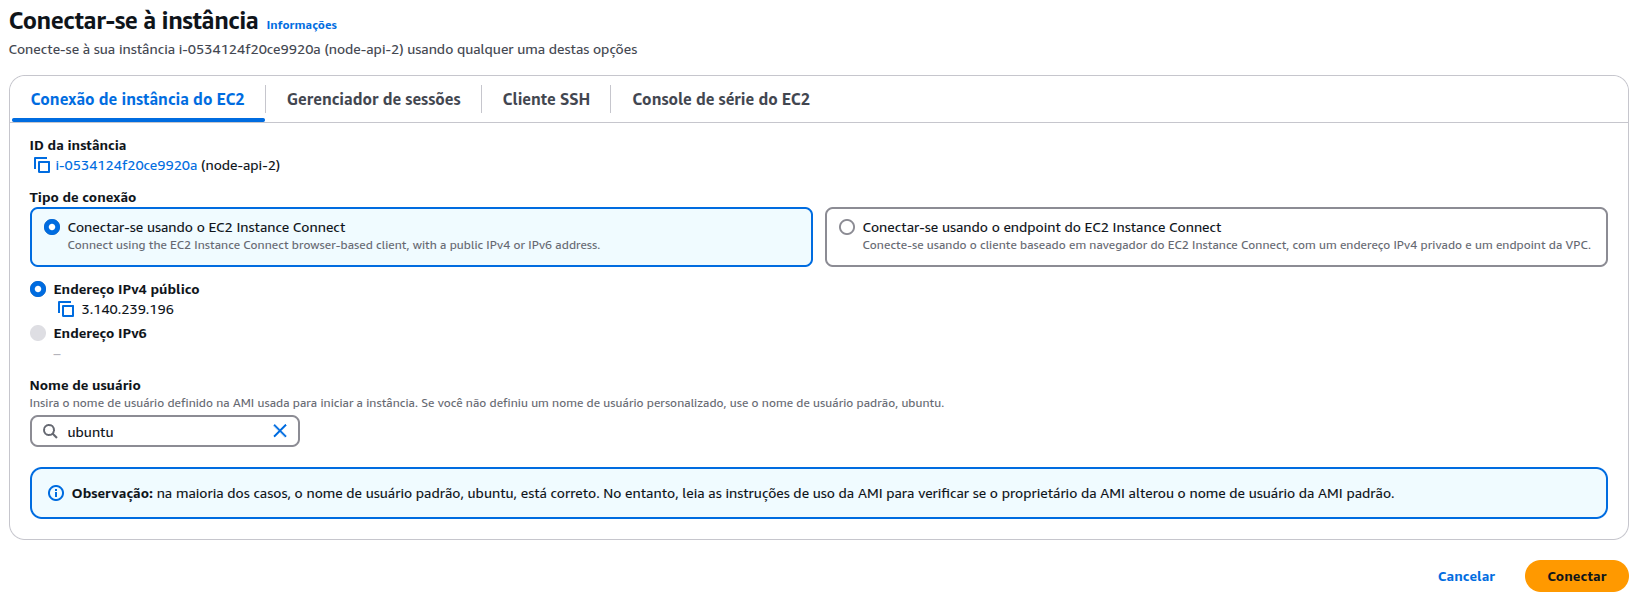 Conectar-se à instância Informações
Conecte-se à sua instância i-0534124f20ce9920a (node-api-2) usando qualquer uma destas opções
Conexão de instância do EC2
Gerenciador de sessões
Cliente SSH
Console de série do EC2
ID da instância
i-0534124f20ce9920a (node-api-2)
Tipo de conexão
Conectar-se usando o EC2 Instance Connect
Connect using the EC2 Instance Connect browser-based client, with a public IPv4 or IPv6 address.
Conectar-se usando o endpoint do EC2 Instance Connect
Conecte-se usando o cliente baseado em navegador do EC2 Instance Connect, com um endereço IPv4 privado e um endpoint da VPC.
Endereço IPv4 público
3.140.239.196
Endereço IPv6
–
Nome de usuário
Insira o nome de usuário definido na AMI usada para iniciar a instância. Se você não definiu um nome de usuário personalizado, use o nome de usuário padrão, ubuntu.
ubuntu
Observação: na maioria dos casos, o nome de usuário padrão, ubuntu, está correto. No entanto, leia as instruções de uso da AMI para verificar se o proprietário da AMI alterou o nome de usuário da AMI padrão.
Cancelar
Conectar